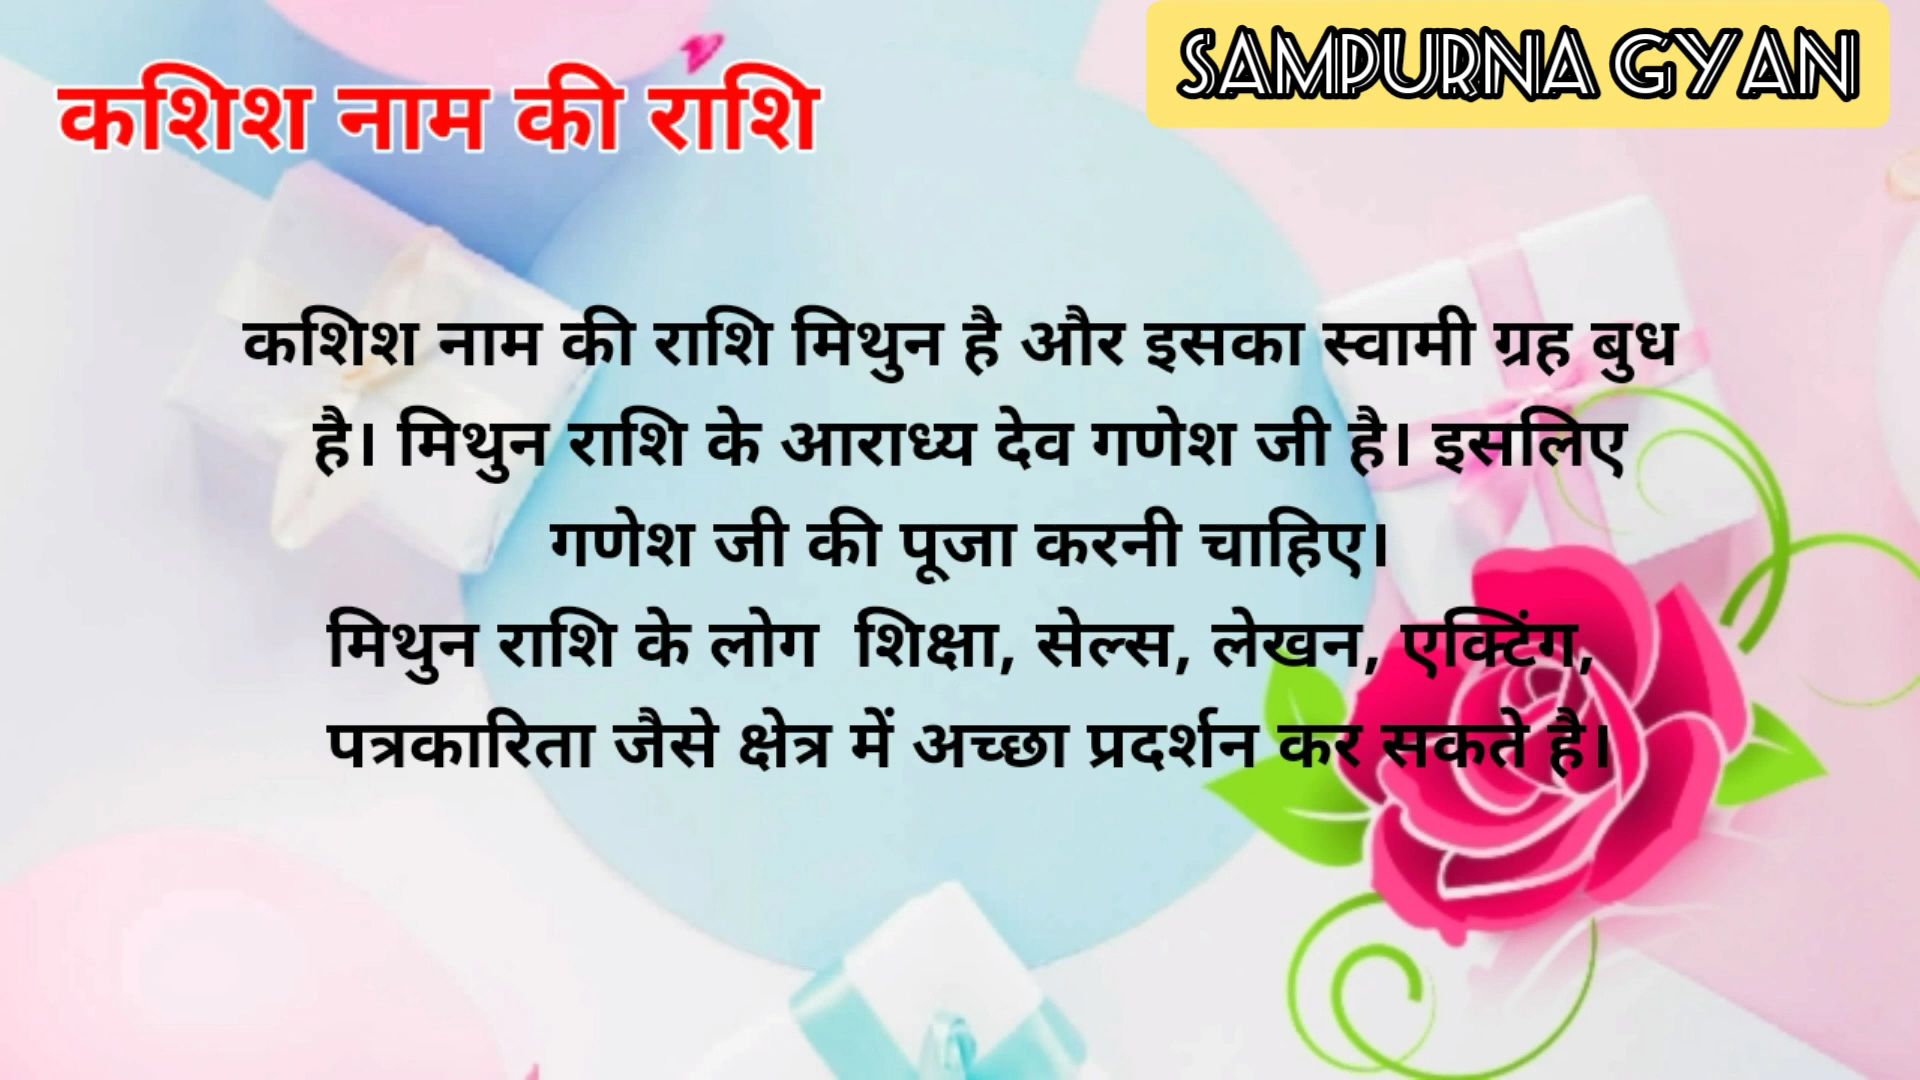 SAMPURNA GYAN
कशिश नाम की राशि
कशिश नाम की राशि मिथुन है और इसका स्वामी ग्रह बुध
है। मिथुन राशि के आराध्य देव गणेश जी है। इसलिए
गणेश जी की पूजा करनी चाहिए।
मिथुन राशि के लोग  शिक्षा, सेल्स, लेखन, एक्टिंग,
पत्रकारिता जैसे क्षेत्र में अच्छा प्रदर्शन कर सकते है।